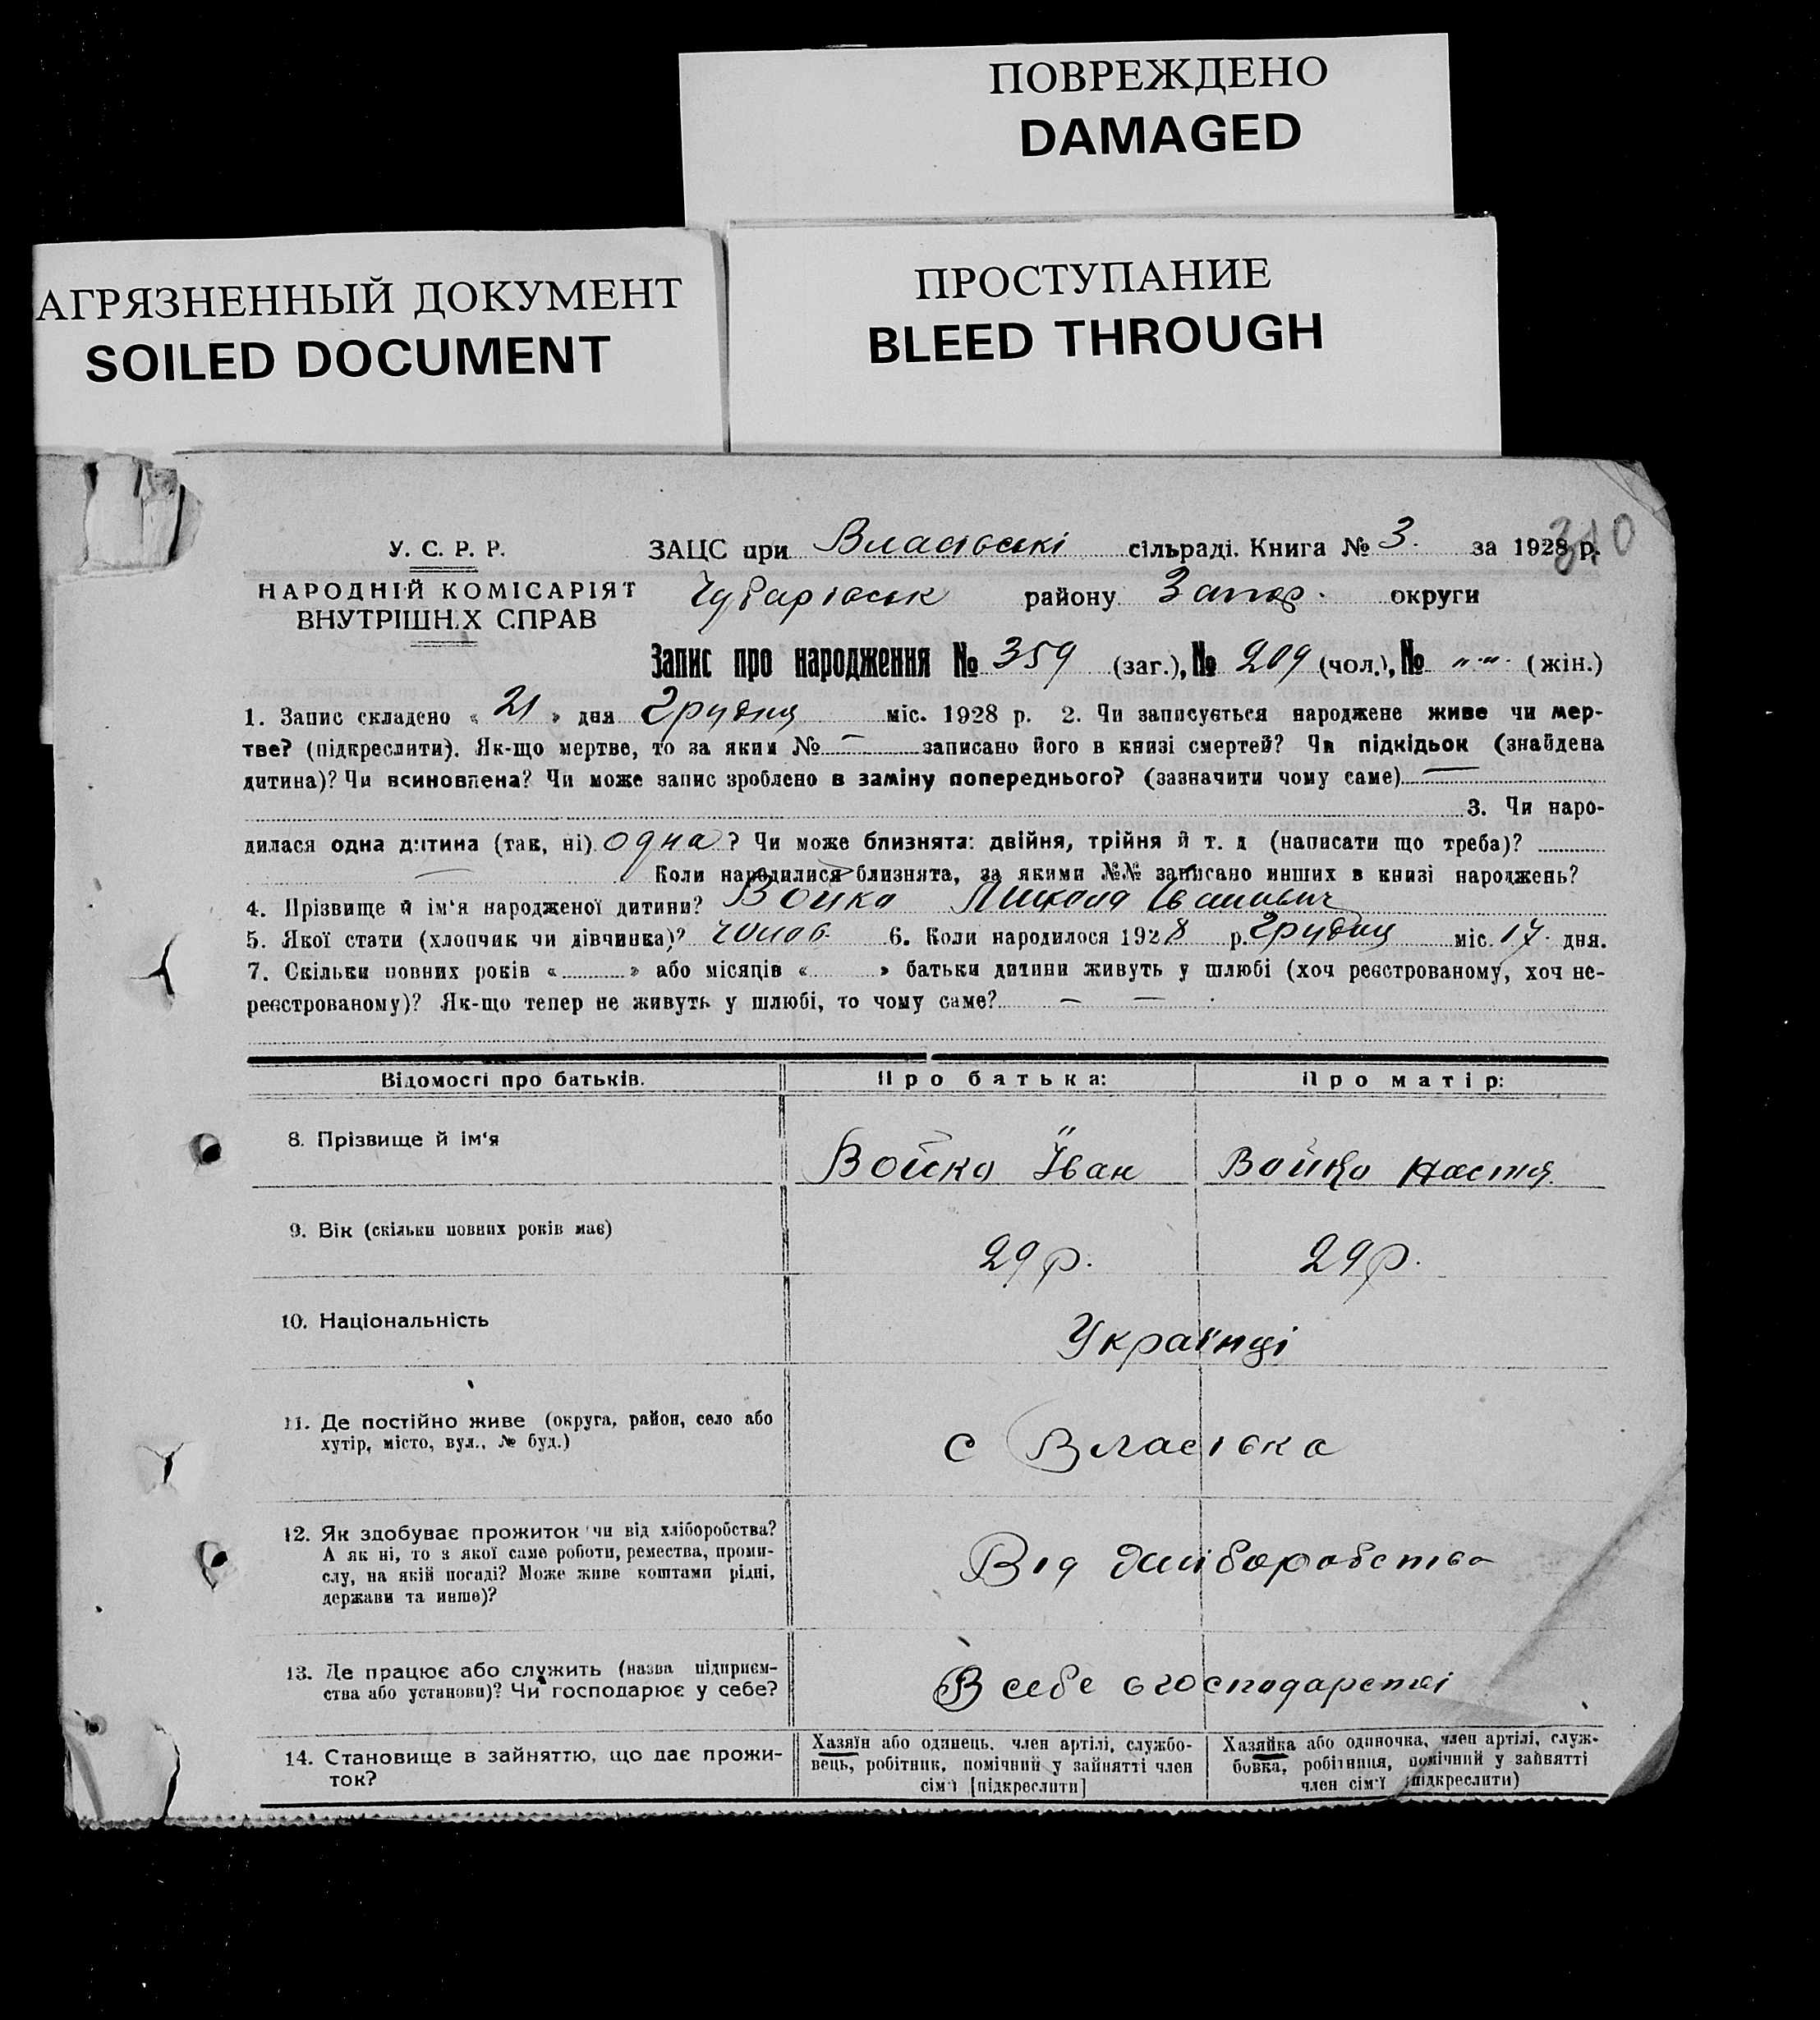 ПОВРЕЖДЕНО
DAMAGED
АГРЯЗНЕННЫЙ ДОКУМЕНТ
SOILED DOCUMENT
ПРОСТУПАНИЕ
BLEED THROUGH
310
У. С. Р. Р.
НАРОДНІЙ КОМІСАРІЯТ
ВНУТРІШН.Х СПРАВ
ЗАЦС при Власівські сільраді. Книга № 3. за 1928 р.
Чубарівськ району Запор. округи
Запис про народження № 359 (заг.), № 209 (чол.), № „ „ (жін.)
1. Запис складено « 21 » дня Грудня міс. 1928 р. 2. Чи записується народжене живе чи мер-
тве? (підкреслити). Як-що мертве, то за яким № — записано його в книзі смертей? Чи підкідьок (знайдена
дитина)? Чи всиновлена? Чи може запис зроблено в заміну попереднього? (зазначити чому саме) —
3. Чи наро-
дилася одна дитина (так, ні) одна? Чи може близнята: двійня, трійня й т. д (написати що треба)?
— Коли народилися близнята, за якими №№ записано инших в книзі народжень?
4. Прізвище й ім'я народженої дитини? Бойко Микола Іванович
5. Якої стати (хлопчик чи дівчинка)? чолов. 6. Коли народилося 1928 р. Грудня міс. 17. дня.
7. Скільки повних років « » або місяців « » батьки дитини живуть у шлюбі (хоч реєстрованому, хоч не-
реєстрованому)? Як-що тепер не живуть у шлюбі, то чому саме? — —
Відомості про батьків. Про батька: Про матір:
8. Прізвище й ім'я Бойко Іван Бойко Настя
9. Вік (скільки повних років має) 29 р. 29 р.
10. Національність Українці
11. Де постійно живе (округа, район, село або
хутір, місто, вул., № буд.) с Власівка
12. Як здобуває прожиток чи від хліборобства?
А як ні, то з якої саме роботи, ремества, проми-
слу, на якій посаді? Може живе коштами рідні,
держави та инше)? Від хліборобства
13. Де працює або служить (назва підприєм-
ства або установи)? Чи господарює у себе? В себе в господарстві
14. Становище в зайняттю, що дає прожи-
ток?
Хазяїн або одинець, член артілі, службо-
вець, робітник, помічний у зайнятті член
сім'ї [підкреслити]
Хазяйка або одиночка, член артілі, служ-
бовка, робітниця, помічний у зайнятті
член сім'ї (підкреслити)